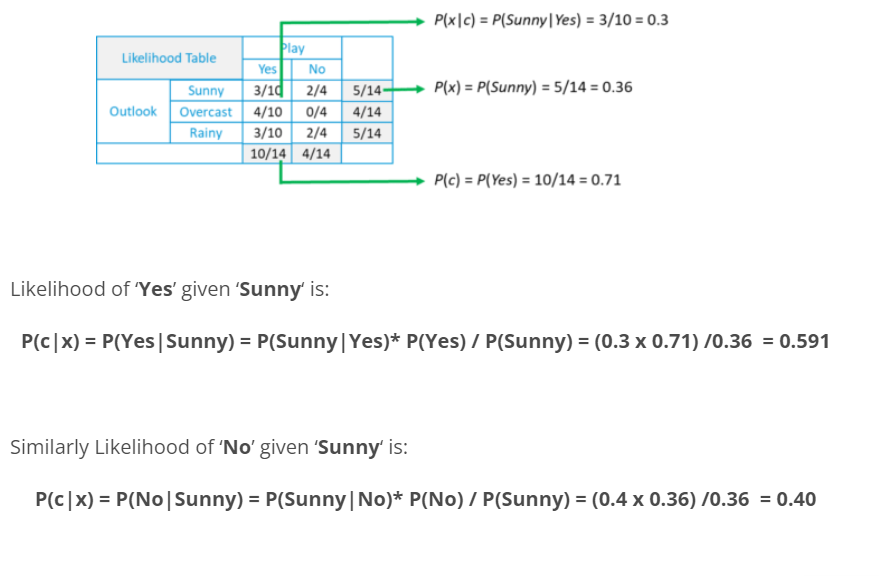 P(x|c) = P(Sunny|Yes) = 3/10 = 0.3
Likelihood Table
Play
Yes No
Sunny 3/10 2/4 5/14
P(x) = P(Sunny) = 5/14 = 0.36
Outlook Overcast 4/10 0/4 4/14
Rainy 3/10 2/4 5/14
10/14 4/14
P(c) = P(Yes) = 10/14 = 0.71
Likelihood of ‘Yes’ given ‘Sunny‘ is:
P(c|x) = P(Yes|Sunny) = P(Sunny|Yes)* P(Yes) / P(Sunny) = (0.3 x 0.71) /0.36 = 0.591
Similarly Likelihood of ‘No’ given ‘Sunny‘ is:
P(c|x) = P(No|Sunny) = P(Sunny|No)* P(No) / P(Sunny) = (0.4 x 0.36) /0.36 = 0.40